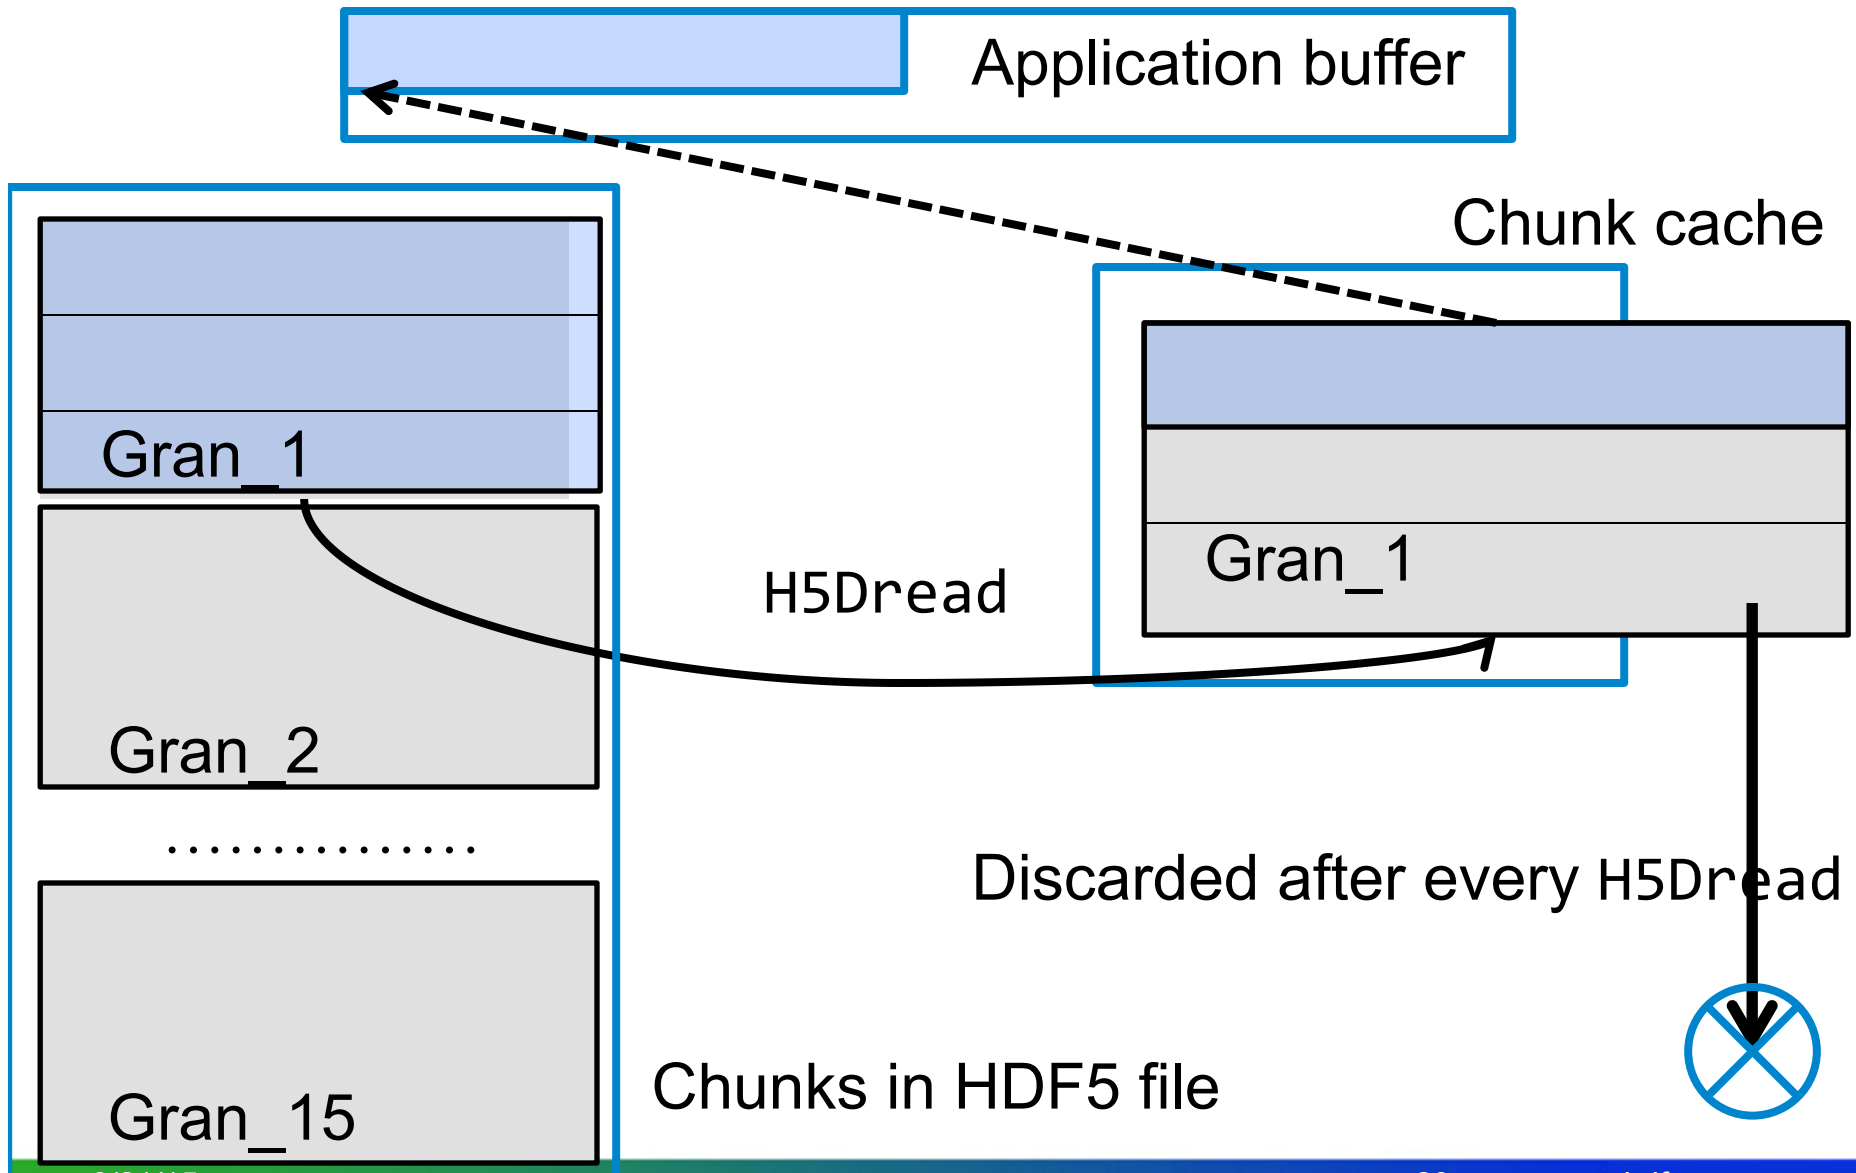 Application buffer
Chunk cache
Gran_1
Gran_1
H5Dread
Gran_2
...............
Discarded after every H5Dread
Chunks in HDF5 file
Gran_15